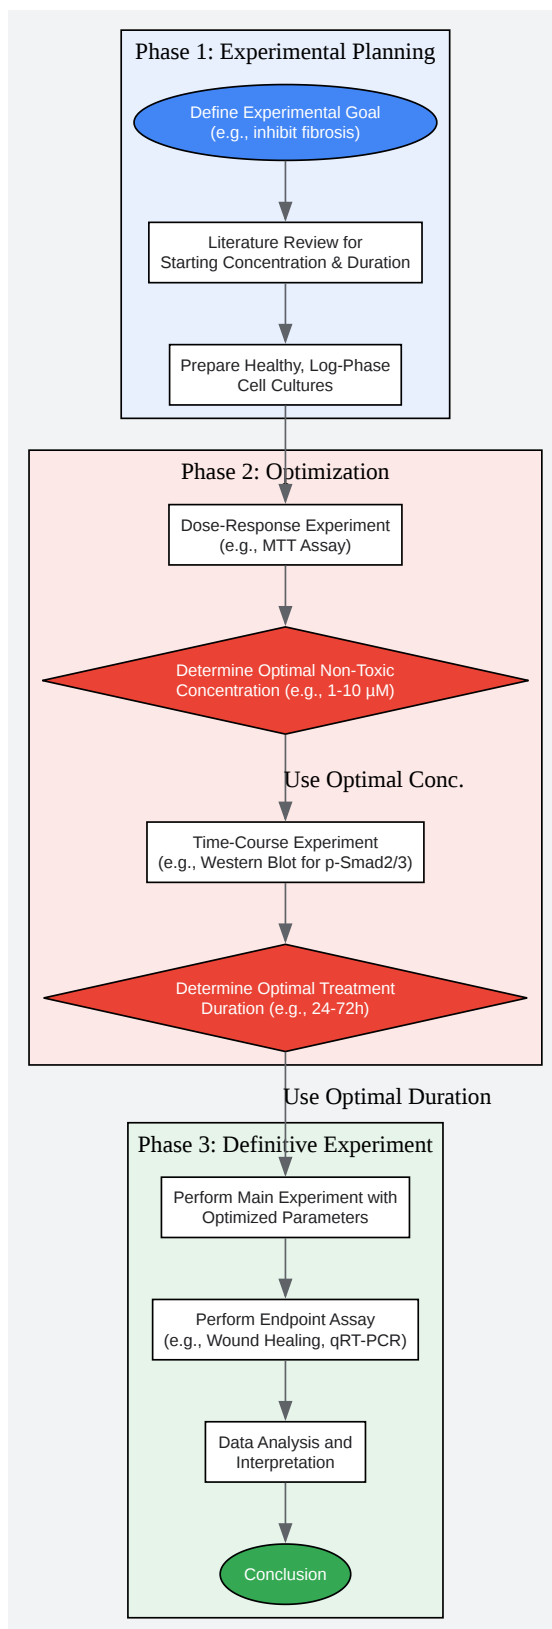 Phase 1: Experimental Planning
Define Experimental Goal
(e.g., inhibit fibrosis)
Literature Review for
Starting Concentration & Duration
Prepare Healthy, Log-Phase
Cell Cultures
Phase 2: Optimization
Dose-Response Experiment
(e.g., MTT Assay)
Determine Optimal Non-Toxic
Concentration (e.g., 1-10 µM)
Use Optimal Conc.
Time-Course Experiment
(e.g., Western Blot for p-Smad2/3)
Determine Optimal Treatment
Duration (e.g., 24-72h)
Use Optimal Duration
Phase 3: Definitive Experiment
Perform Main Experiment with
Optimized Parameters
Perform Endpoint Assay
(e.g., Wound Healing, qRT-PCR)
Data Analysis and
Interpretation
Conclusion